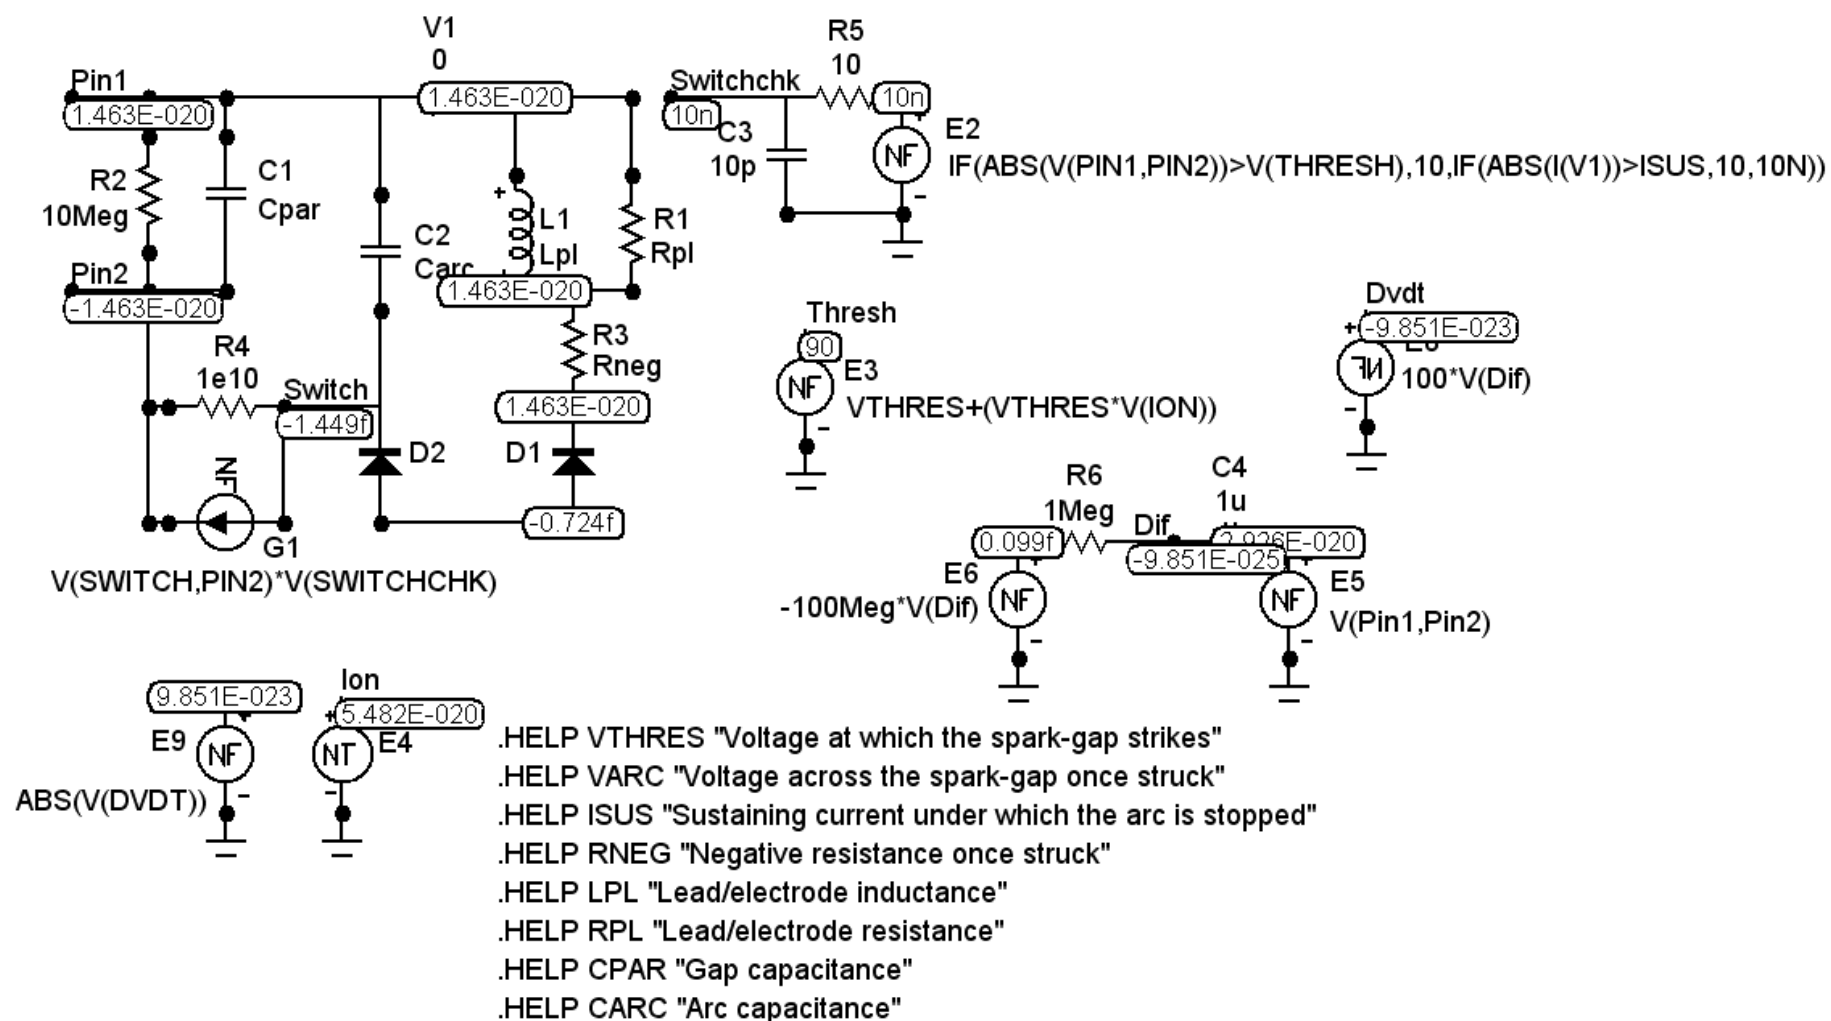 V1
0
R5
10
Pin1
1.463E-020
1.463E-020
Switchchk
10n
10n
C3
10p
E2
NF
IF(ABS(V(PIN1,PIN2))>V(THRESH),10,IF(ABS(I(V1))>ISUS,10,10N))
R2
10Meg
C1
Cpar
C2
Carc
L1
Lpl
R1
Rpl
Pin2
-1.463E-020
1.463E-020
R3
Rneg
R4
1e10
Switch
-1.449f
1.463E-020
D2
D1
NF
G1
-0.724f
V(SWITCH,PIN2)*V(SWITCHCHK)
Thresh
90
NF
E3
VTHRES+(VTHRES*V(ION))
Dvdt
-9.851E-023
NF
100*V(Dif)
R6
1Meg
C4
1u
Dif
0.099f
-9.851E-025
E6
NF
-100Meg*V(Dif)
NF
E5
V(Pin1,Pin2)
9.851E-023
E9
NF
ABS(V(DVDT))
Ion
5.482E-020
NT
E4
.HELP VTHRES "Voltage at which the spark-gap strikes"
.HELP VARC "Voltage across the spark-gap once struck"
.HELP ISUS "Sustaining current under which the arc is stopped"
.HELP RNEG "Negative resistance once struck"
.HELP LPL "Lead/electrode inductance"
.HELP RPL "Lead/electrode resistance"
.HELP CPAR "Gap capacitance"
.HELP CARC "Arc capacitance"